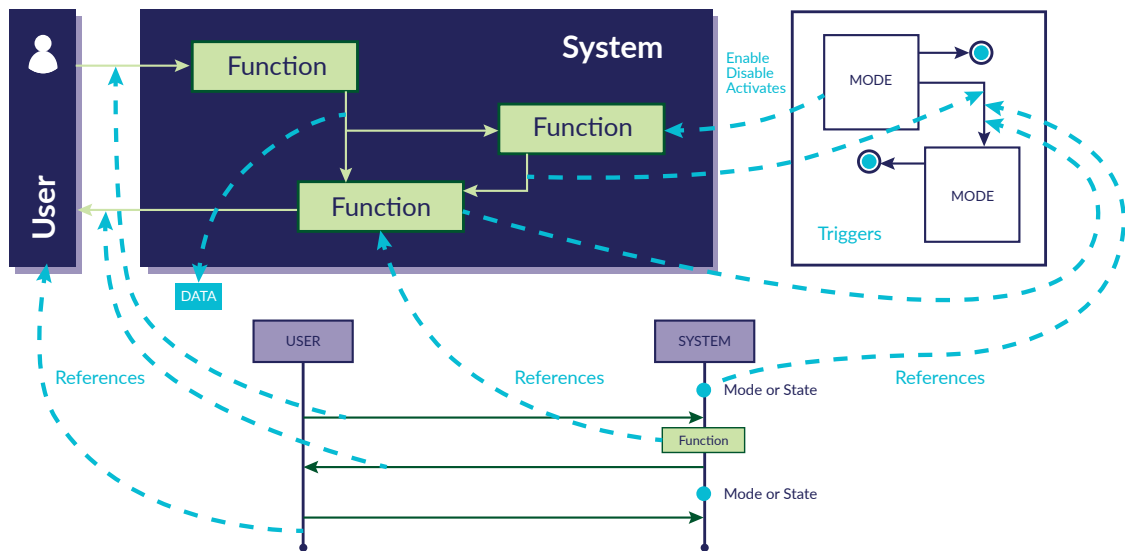 User
System
Function
Function
Function
DATA
Enable
Disable
Activates
MODE
MODE
Triggers
USER
SYSTEM
References
References
References
Mode or State
Function
Mode or State